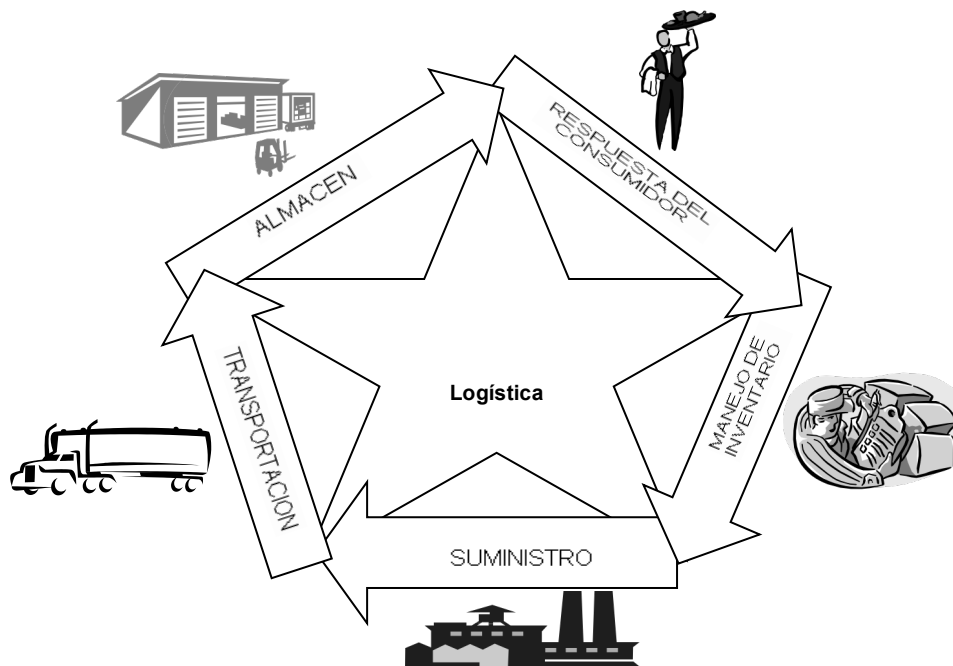 ALMACEN
RESPUESTA DEL
CONSUMIDOR
MANEJO DE
INVENTARIO
SUMINISTRO
TRANSPORTACION
Logística